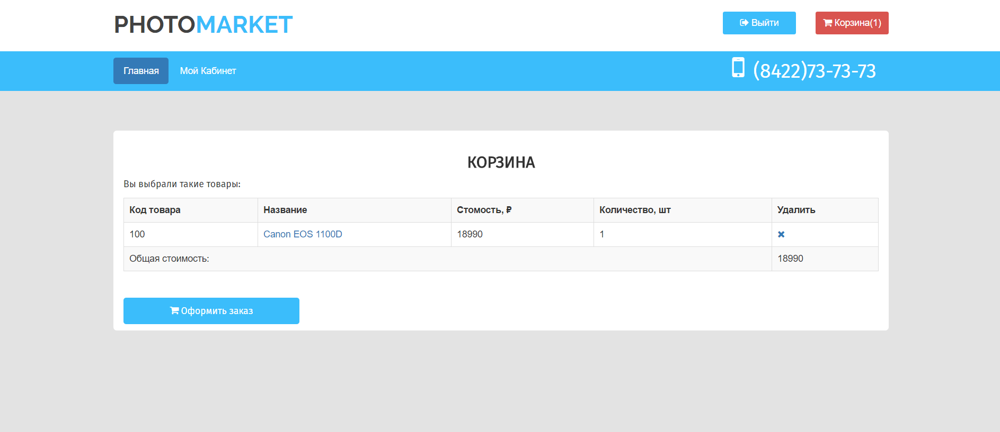 PHOTOMARKET
Выйти
Корзина(1)
Главная
Мой Кабинет
(8422)73-73-73
КОРЗИНА
Вы выбрали такие товары:
Код товара Название Стомость, ₽ Количество, шт Удалить
100 Canon EOS 1100D 18990 1
Общая стоимость: 18990
Оформить заказ